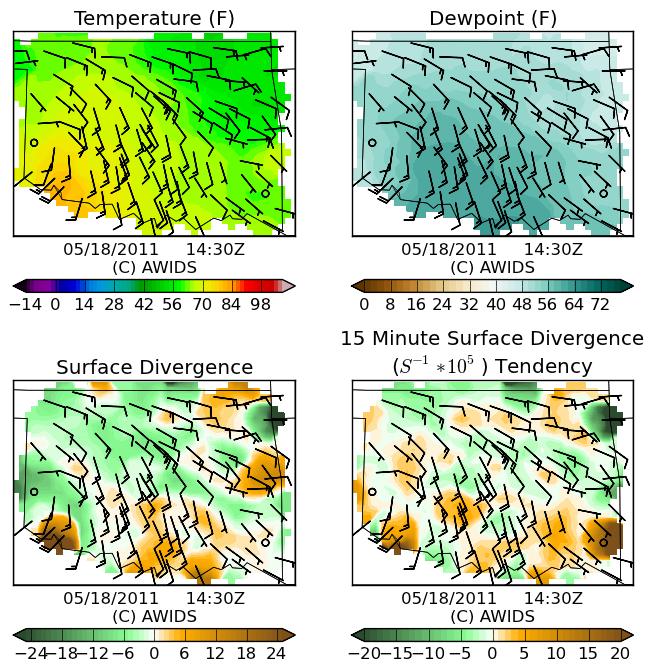 Temperature (F)
Dewpoint (F)
05/18/2011 14:30Z
(C) AWIDS
05/18/2011 14:30Z
(C) AWIDS
−14 0 14 28 42 56 70 84 98
0 8 16 24 32 40 48 56 64 72
Surface Divergence
15 Minute Surface Divergence
(S⁻¹ *10⁵ ) Tendency
05/18/2011 14:30Z
(C) AWIDS
05/18/2011 14:30Z
(C) AWIDS
−24 −18 −12 −6 0 6 12 18 24
−20 −15 −10 −5 0 5 10 15 20